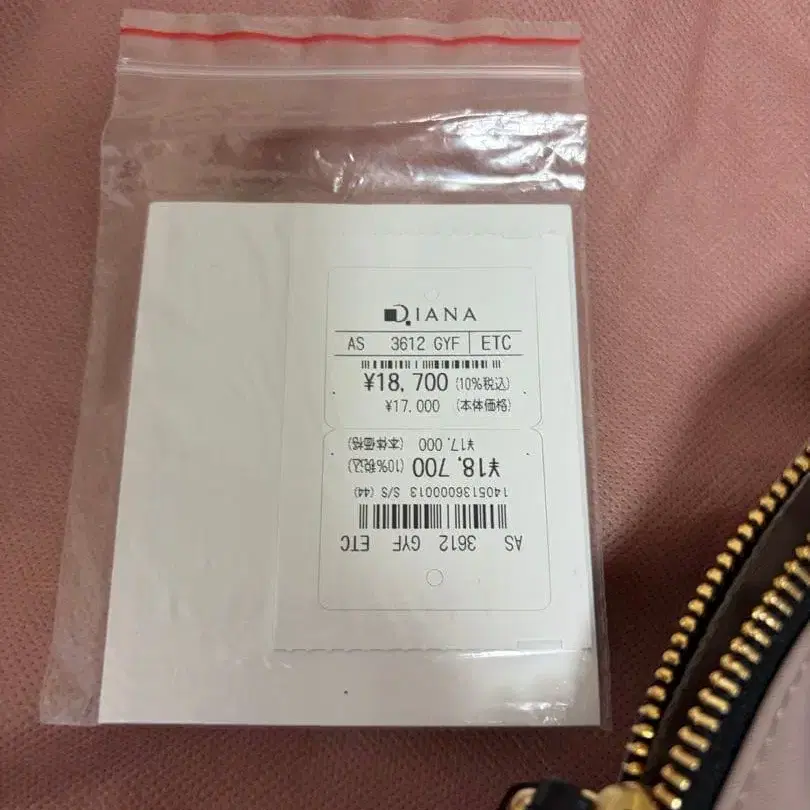 DIANA
AS 3612 GYF ETC
¥18,700 (10%税込)
¥17.000 (本体価格)
¥17.000 (本体価格)
¥18,700 (10%税込)
1405136000013 S/S (44)
AS 3612 GYF ETC